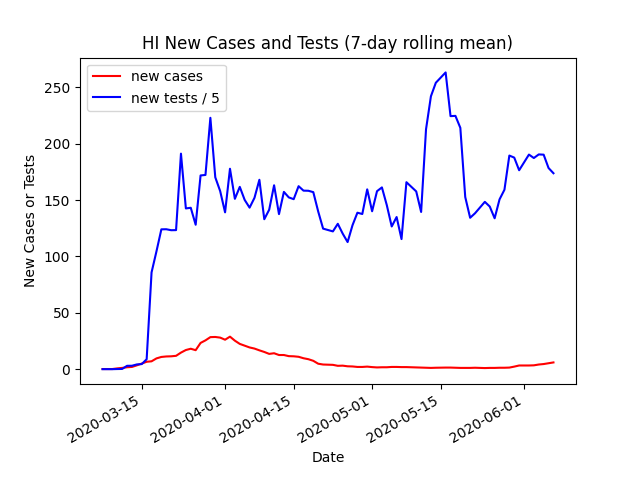 HI New Cases and Tests (7-day rolling mean)
new cases
new tests / 5
New Cases or Tests
250
200
150
100
50
0
2020-03-15
2020-04-01
2020-04-15
2020-05-01
2020-05-15
2020-06-01
Date